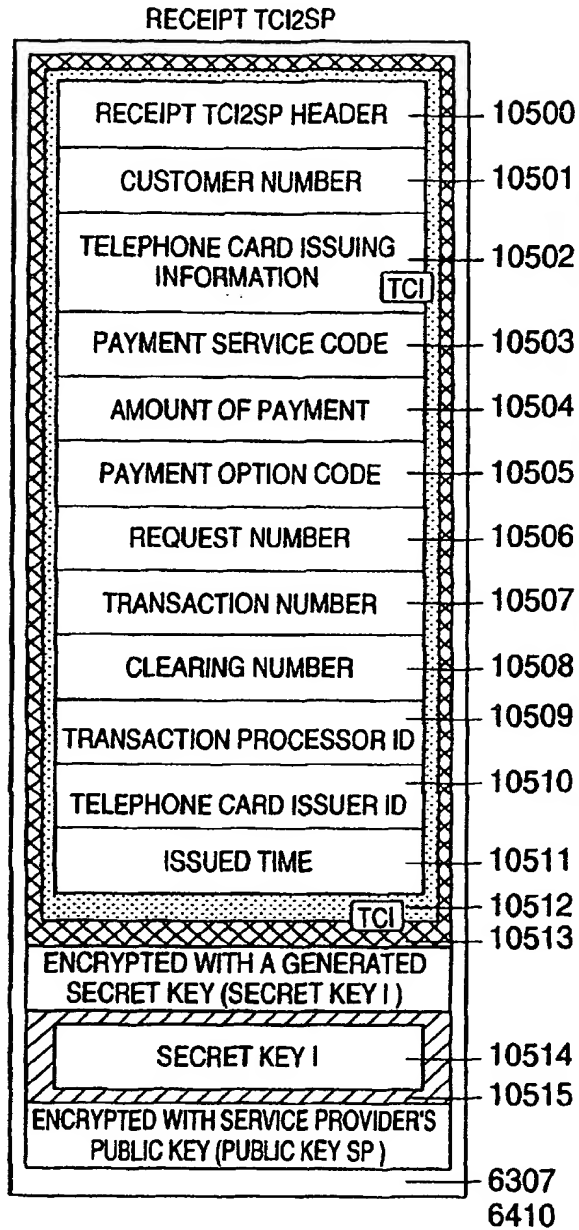 RECEIPT TCI2SP
RECEIPT TCI2SP HEADER 10500
CUSTOMER NUMBER 10501
TELEPHONE CARD ISSUING 10502
INFORMATION
TCI
PAYMENT SERVICE CODE 10503
AMOUNT OF PAYMENT 10504
PAYMENT OPTION CODE 10505
REQUEST NUMBER 10506
TRANSACTION NUMBER 10507
CLEARING NUMBER 10508
10509
TRANSACTION PROCESSOR ID
10510
TELEPHONE CARD ISSUER ID
ISSUED TIME 10511
TCI 10512
10513
ENCRYPTED WITH A GENERATED
SECRET KEY (SECRET KEY I)
SECRET KEY I 10514
10515
ENCRYPTED WITH SERVICE PROVIDER'S
PUBLIC KEY (PUBLIC KEY SP)
6307
6410